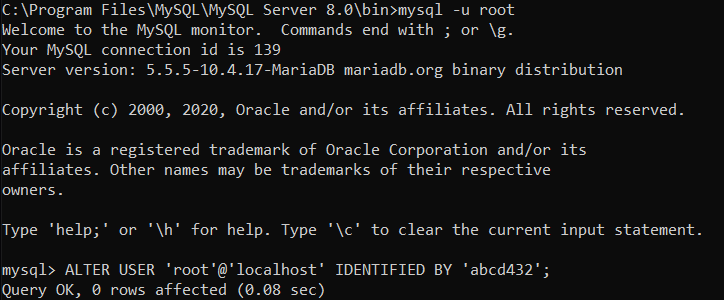 C:\Program Files\MySQL\MySQL Server 8.0\bin>mysql -u root
Welcome to the MySQL monitor.  Commands end with ; or \g.
Your MySQL connection id is 139
Server version: 5.5.5-10.4.17-MariaDB mariadb.org binary distribution
Copyright (c) 2000, 2020, Oracle and/or its affiliates. All rights reserved.
Oracle is a registered trademark of Oracle Corporation and/or its
affiliates. Other names may be trademarks of their respective
owners.
Type 'help;' or '\h' for help. Type '\c' to clear the current input statement.
mysql> ALTER USER 'root'@'localhost' IDENTIFIED BY 'abcd432';
Query OK, 0 rows affected (0.08 sec)